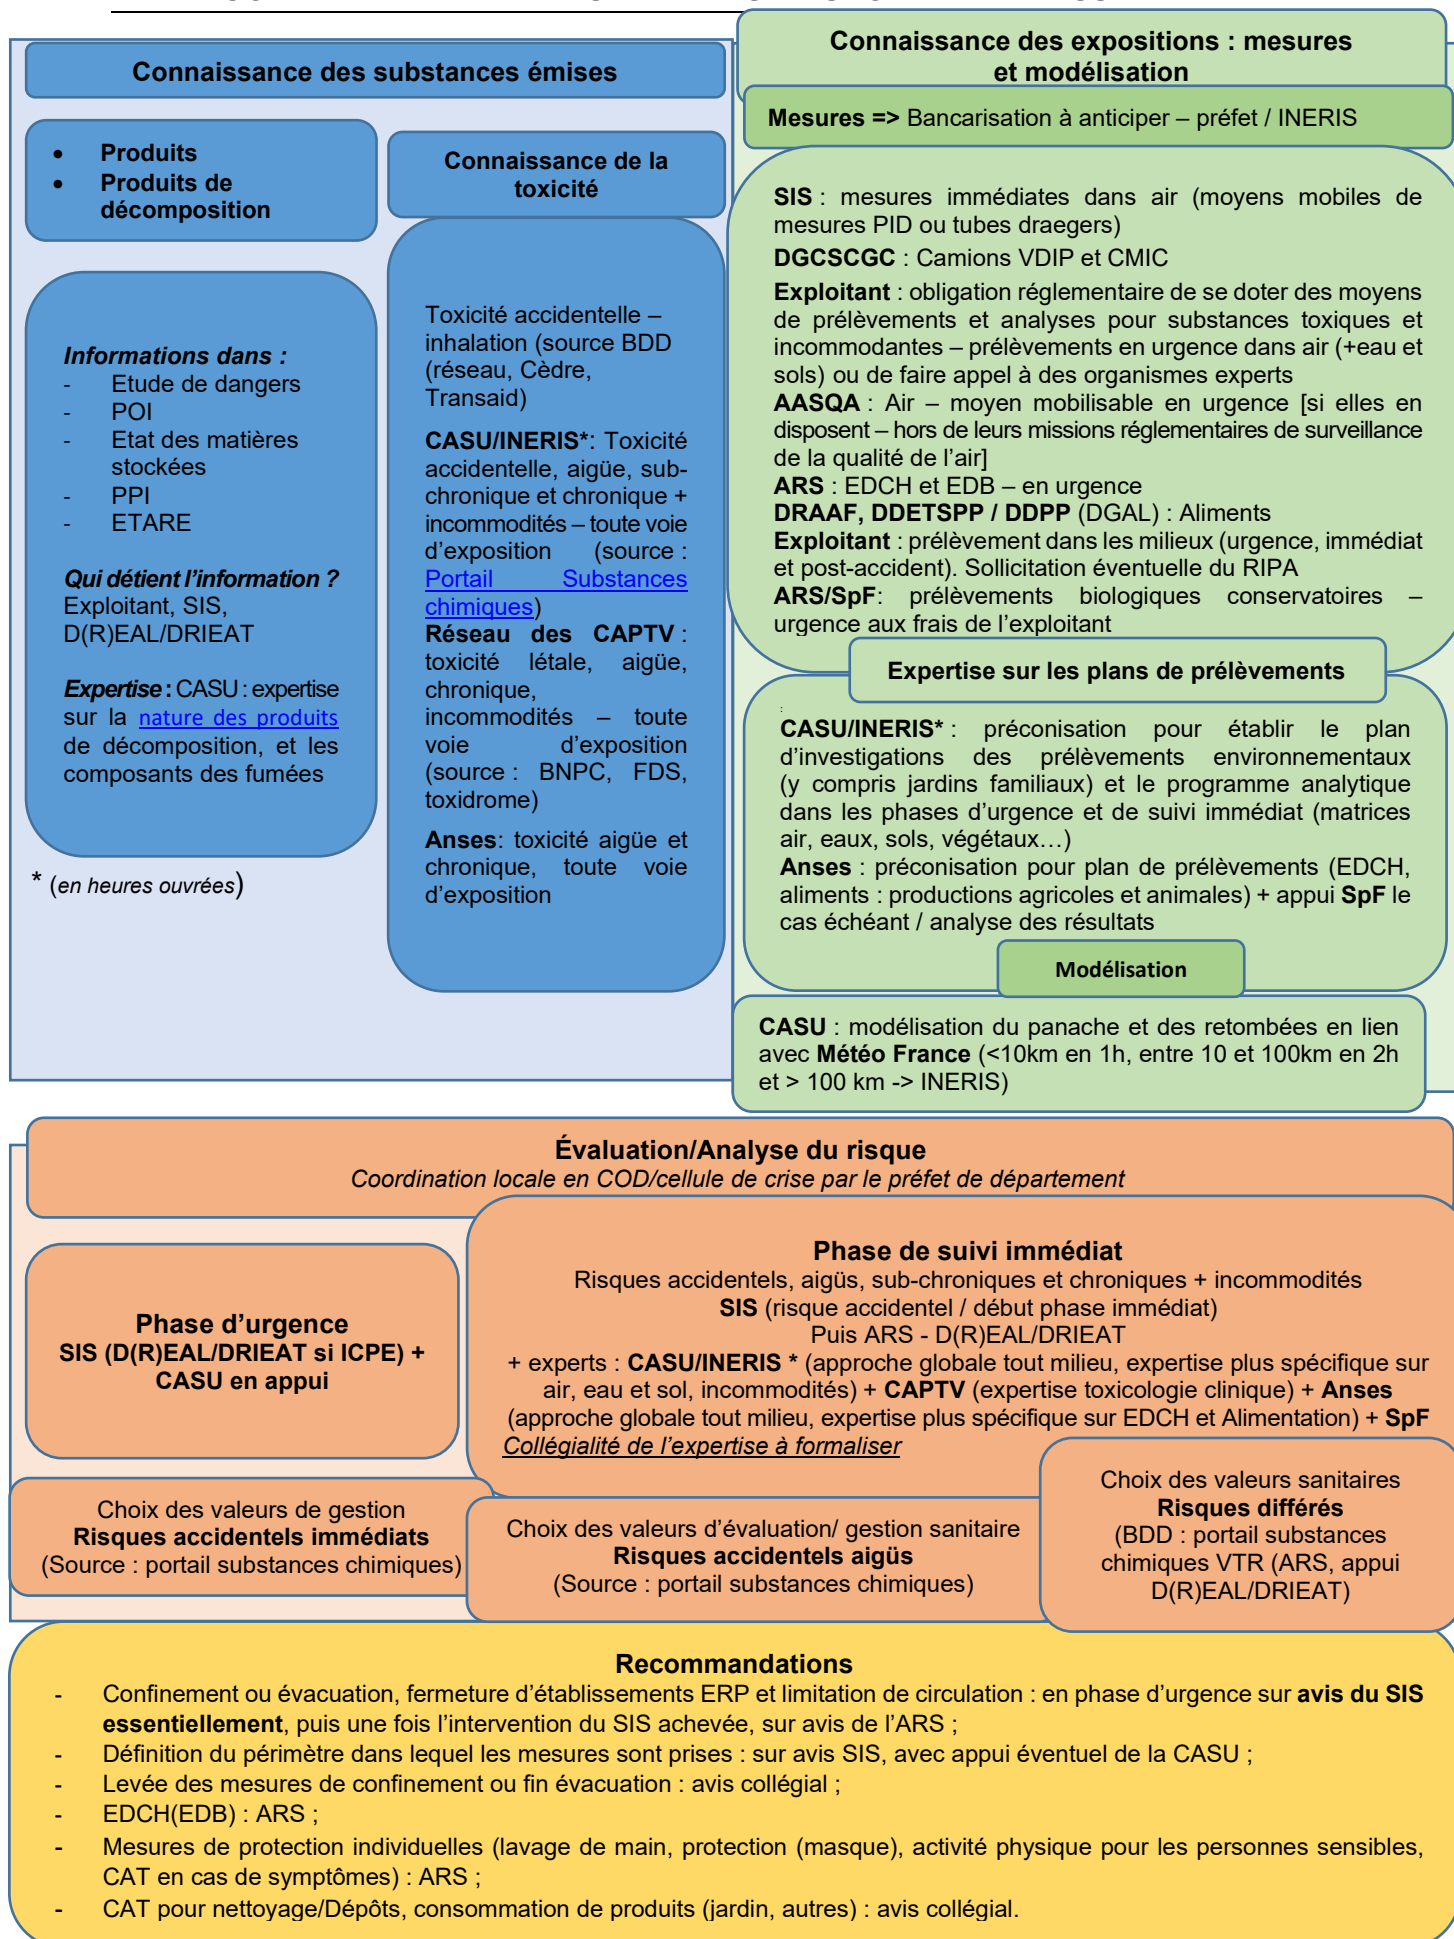 Connaissance des substances émises
• Produits
• Produits de
décomposition
Informations dans :
- Etude de dangers
- POI
- Etat des matières
stockées
- PPI
- ETARE
Qui détient l’information ?
Exploitant, SIS,
D(R)EAL/DRIEAT
Expertise : CASU : expertise
sur la nature des produits
de décomposition, et les
composants des fumées
* (en heures ouvrées)
Connaissance de la
toxicité
Toxicité accidentelle –
inhalation (source BDD
(réseau, Cèdre,
Transaid)
CASU/INERIS*: Toxicité
accidentelle, aigüe, sub-
chronique et chronique +
incommodités – toute voie
d’exposition (source :
Portail Substances
chimiques)
Réseau des CAPTV :
toxicité létale, aigüe,
chronique,
incommodités – toute
voie d’exposition
(source : BNPC, FDS,
toxidrome)
Anses: toxicité aigüe et
chronique, toute voie
d’exposition
Connaissance des expositions : mesures
et modélisation
Mesures => Bancarisation à anticiper – préfet / INERIS
SIS : mesures immédiates dans air (moyens mobiles de
mesures PID ou tubes draegers)
DGCSCGC : Camions VDIP et CMIC
Exploitant : obligation réglementaire de se doter des moyens
de prélèvements et analyses pour substances toxiques et
incommodantes – prélèvements en urgence dans air (+eau et
sols) ou de faire appel à des organismes experts
AASQA : Air – moyen mobilisable en urgence [si elles en
disposent – hors de leurs missions réglementaires de surveillance
de la qualité de l’air]
ARS : EDCH et EDB – en urgence
DRAAF, DDETSPP / DDPP (DGAL) : Aliments
Exploitant : prélèvement dans les milieux (urgence, immédiat
et post-accident). Sollicitation éventuelle du RIPA
ARS/SpF: prélèvements biologiques conservatoires –
urgence aux frais de l’exploitant
Expertise sur les plans de prélèvements
:
CASU/INERIS* : préconisation pour établir le plan
d’investigations des prélèvements environnementaux
(y compris jardins familiaux) et le programme analytique
dans les phases d’urgence et de suivi immédiat (matrices
air, eaux, sols, végétaux…)
Anses : préconisation pour plan de prélèvements (EDCH,
aliments : productions agricoles et animales) + appui SpF le
cas échéant / analyse des résultats
Modélisation
CASU : modélisation du panache et des retombées en lien
avec Météo France (<10km en 1h, entre 10 et 100km en 2h
et > 100 km -> INERIS)
Évaluation/Analyse du risque
Coordination locale en COD/cellule de crise par le préfet de département
Phase d’urgence
SIS (D(R)EAL/DRIEAT si ICPE) +
CASU en appui
Phase de suivi immédiat
Risques accidentels, aigüs, sub-chroniques et chroniques + incommodités
SIS (risque accidentel / début phase immédiat)
Puis ARS - D(R)EAL/DRIEAT
+ experts : CASU/INERIS * (approche globale tout milieu, expertise plus spécifique sur
air, eau et sol, incommodités) + CAPTV (expertise toxicologie clinique) + Anses
(approche globale tout milieu, expertise plus spécifique sur EDCH et Alimentation) + SpF
Collégialité de l’expertise à formaliser
Choix des valeurs de gestion
Risques accidentels immédiats
(Source : portail substances chimiques)
Choix des valeurs d’évaluation/ gestion sanitaire
Risques accidentels aigüs
(Source : portail substances chimiques)
Choix des valeurs sanitaires
Risques différés
(BDD : portail substances
chimiques VTR (ARS, appui
D(R)EAL/DRIEAT)
Recommandations
- Confinement ou évacuation, fermeture d’établissements ERP et limitation de circulation : en phase d’urgence sur avis du SIS
essentiellement, puis une fois l’intervention du SIS achevée, sur avis de l’ARS ;
- Définition du périmètre dans lequel les mesures sont prises : sur avis SIS, avec appui éventuel de la CASU ;
- Levée des mesures de confinement ou fin évacuation : avis collégial ;
- EDCH(EDB) : ARS ;
- Mesures de protection individuelles (lavage de main, protection (masque), activité physique pour les personnes sensibles,
CAT en cas de symptômes) : ARS ;
- CAT pour nettoyage/Dépôts, consommation de produits (jardin, autres) : avis collégial.